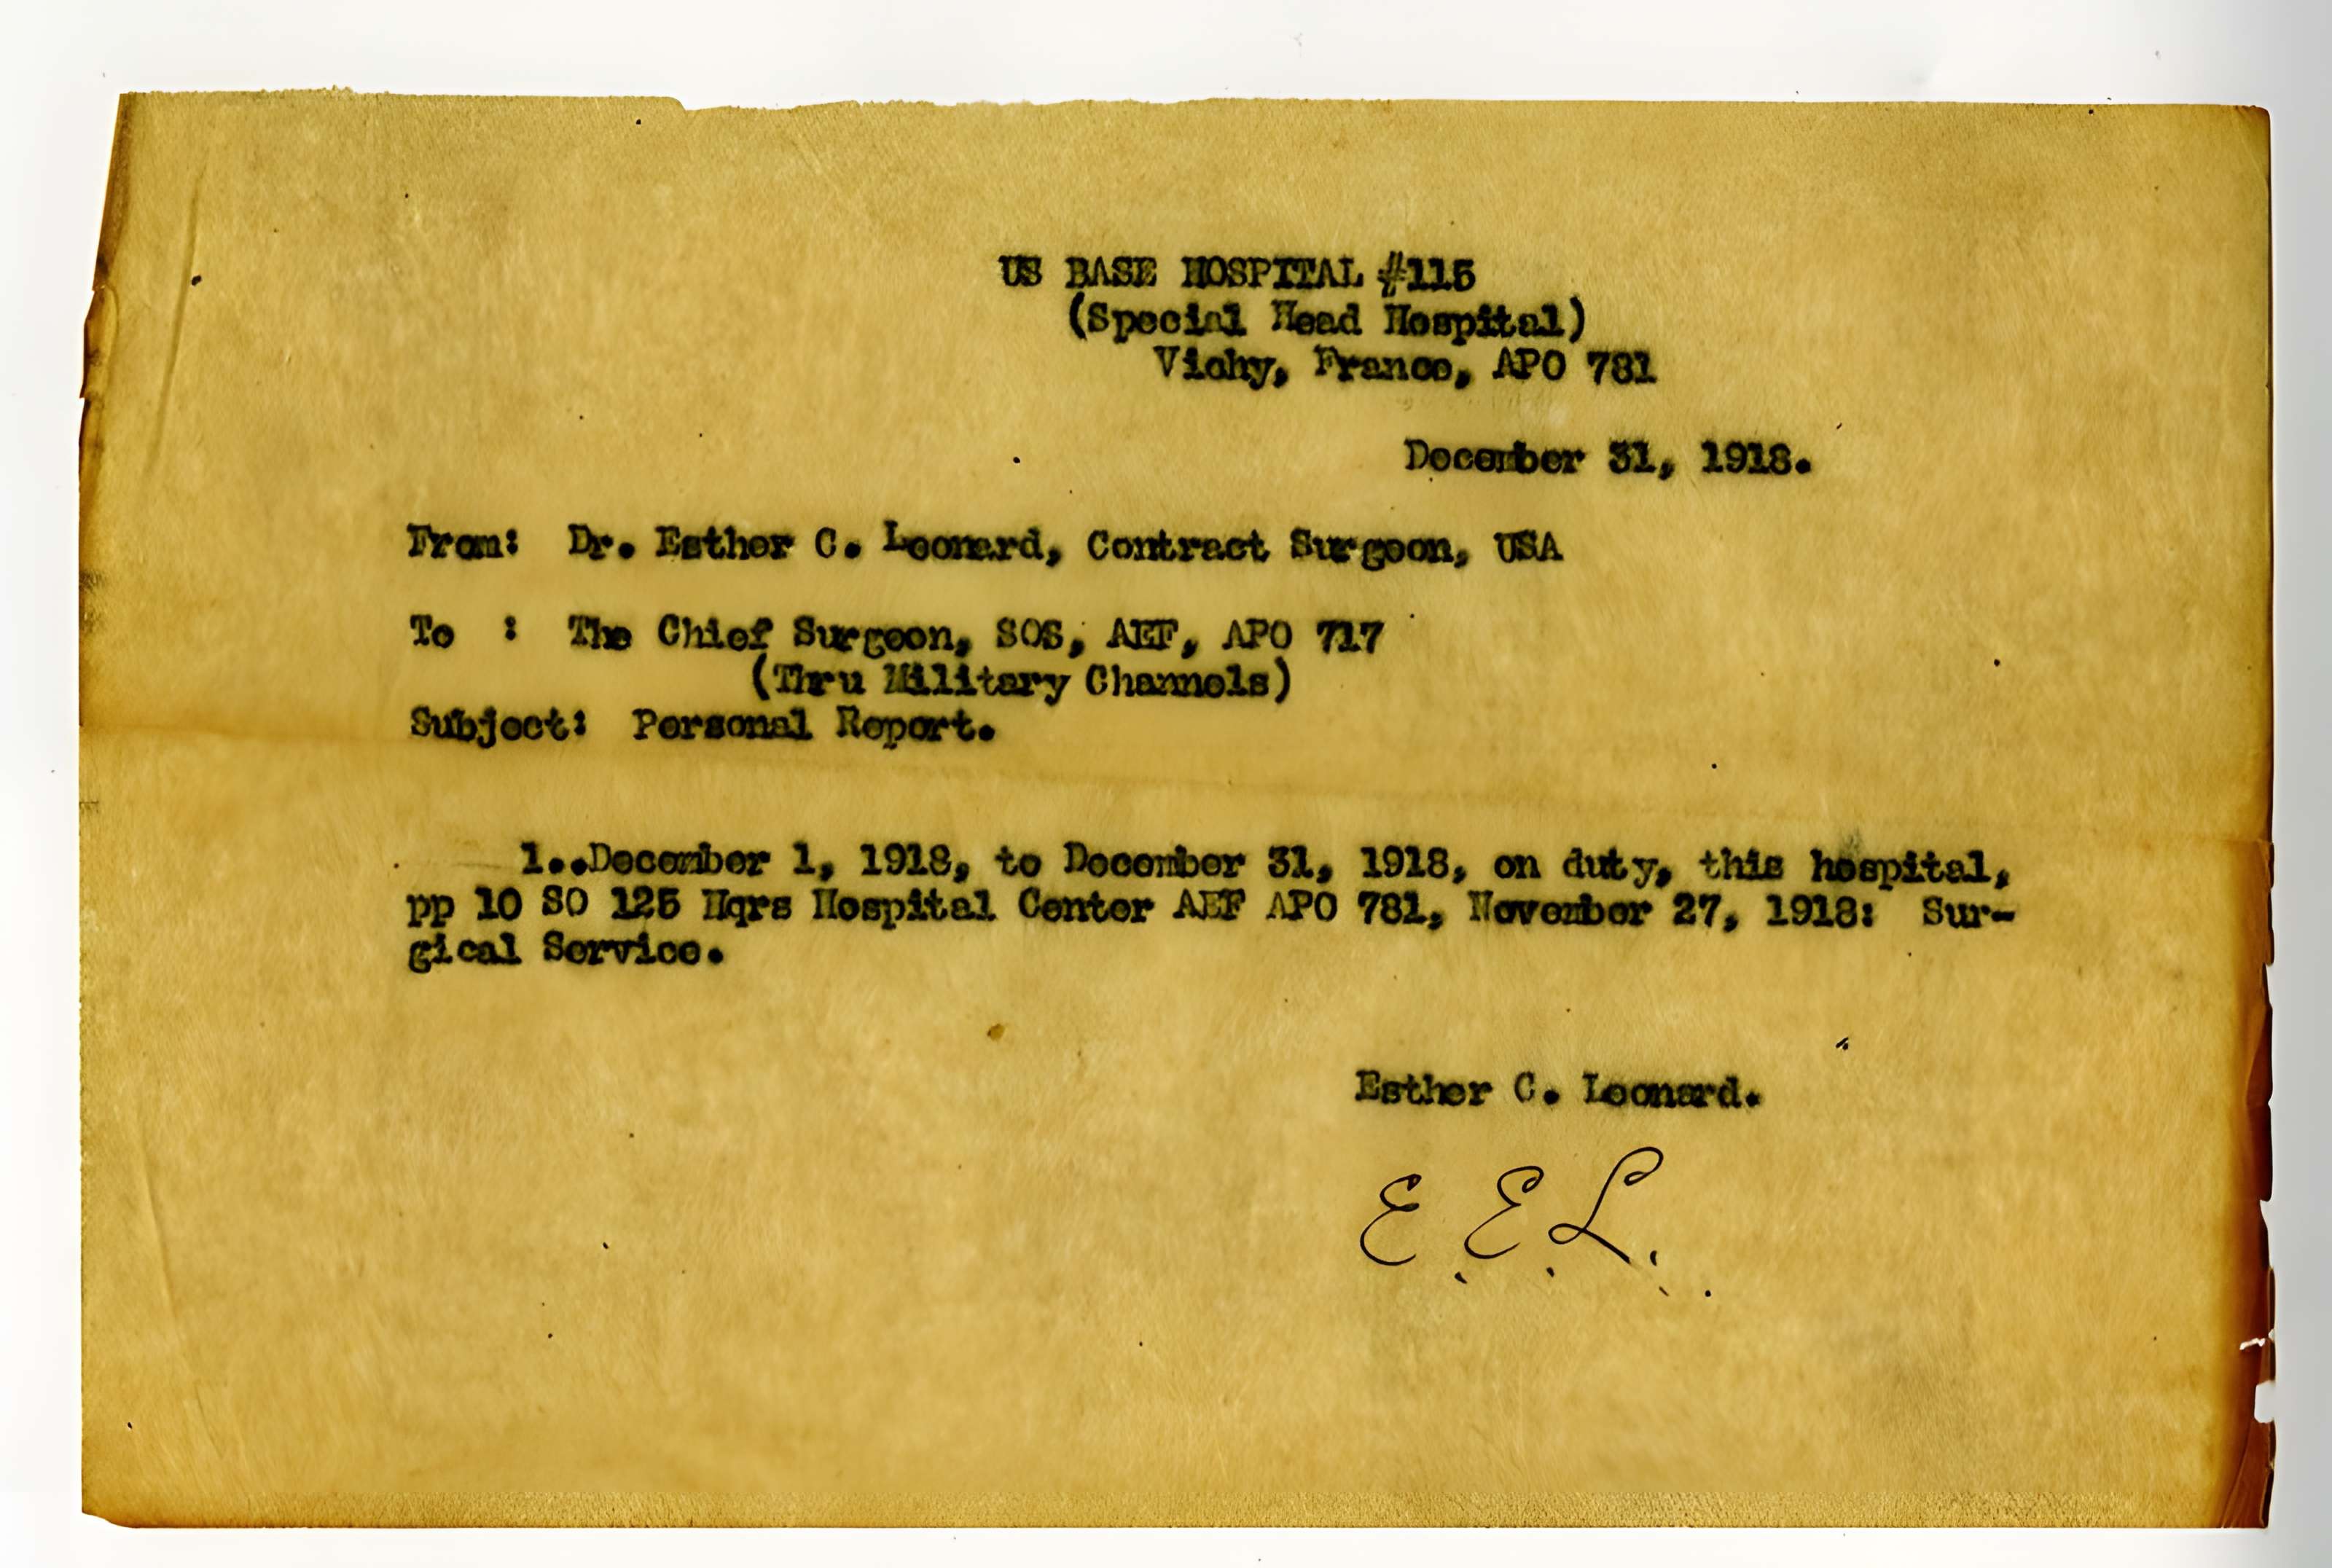 US BASE HOSPITAL #115
(Special Head Hospital)
Vichy, France, APO 781
December 31, 1918.
From: Dr. Esther C. Leonard, Contract Surgeon, USA
To : The Chief Surgeon, SOS, AEF, APO 717
(Thru Military Channels)
Subject: Personal Report.
1..December 1, 1918, to December 31, 1918, on duty, this hospital,
pp 10 SO 125 Hqrs Hospital Center AEF APO 781, November 27, 1918: Sur-
gical Service.
Esther C. Leonard.
E. E. L.